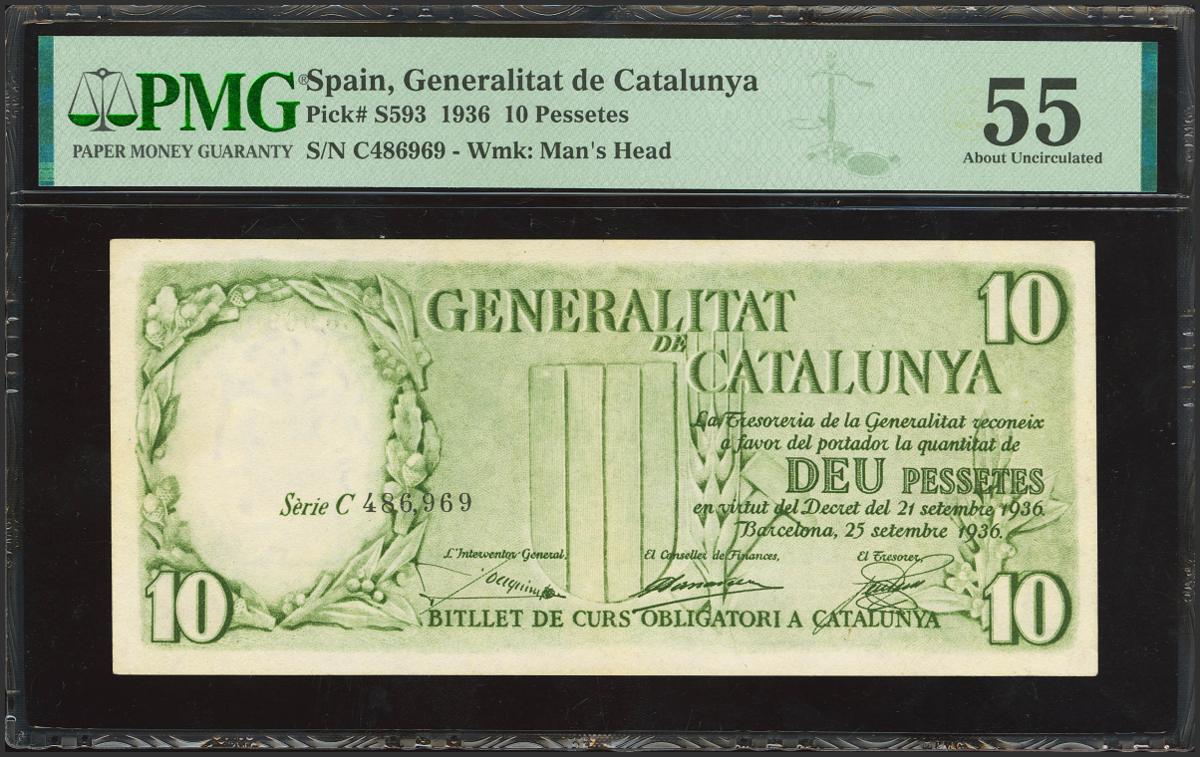 PMG®
PAPER MONEY GUARANTY
Spain, Generalitat de Catalunya
Pick# S593 1936 10 Pessetes
S/N C486969 - Wmk: Man's Head
55
About Uncirculated
GENERALITAT
DE
CATALUNYA
10
La Tresoreria de la Generalitat reconeix
a favor del portador la quantitat de
DEU PESSETES
en virtut del Decret del 21 setembre 1936
Barcelona, 25 setembre 1936.
Sèrie C 486,969
L'Interventor General,
El Conseller de Finances,
El Tresorer,
10
BITLLET DE CURS OBLIGATORI A CATALUNYA
10